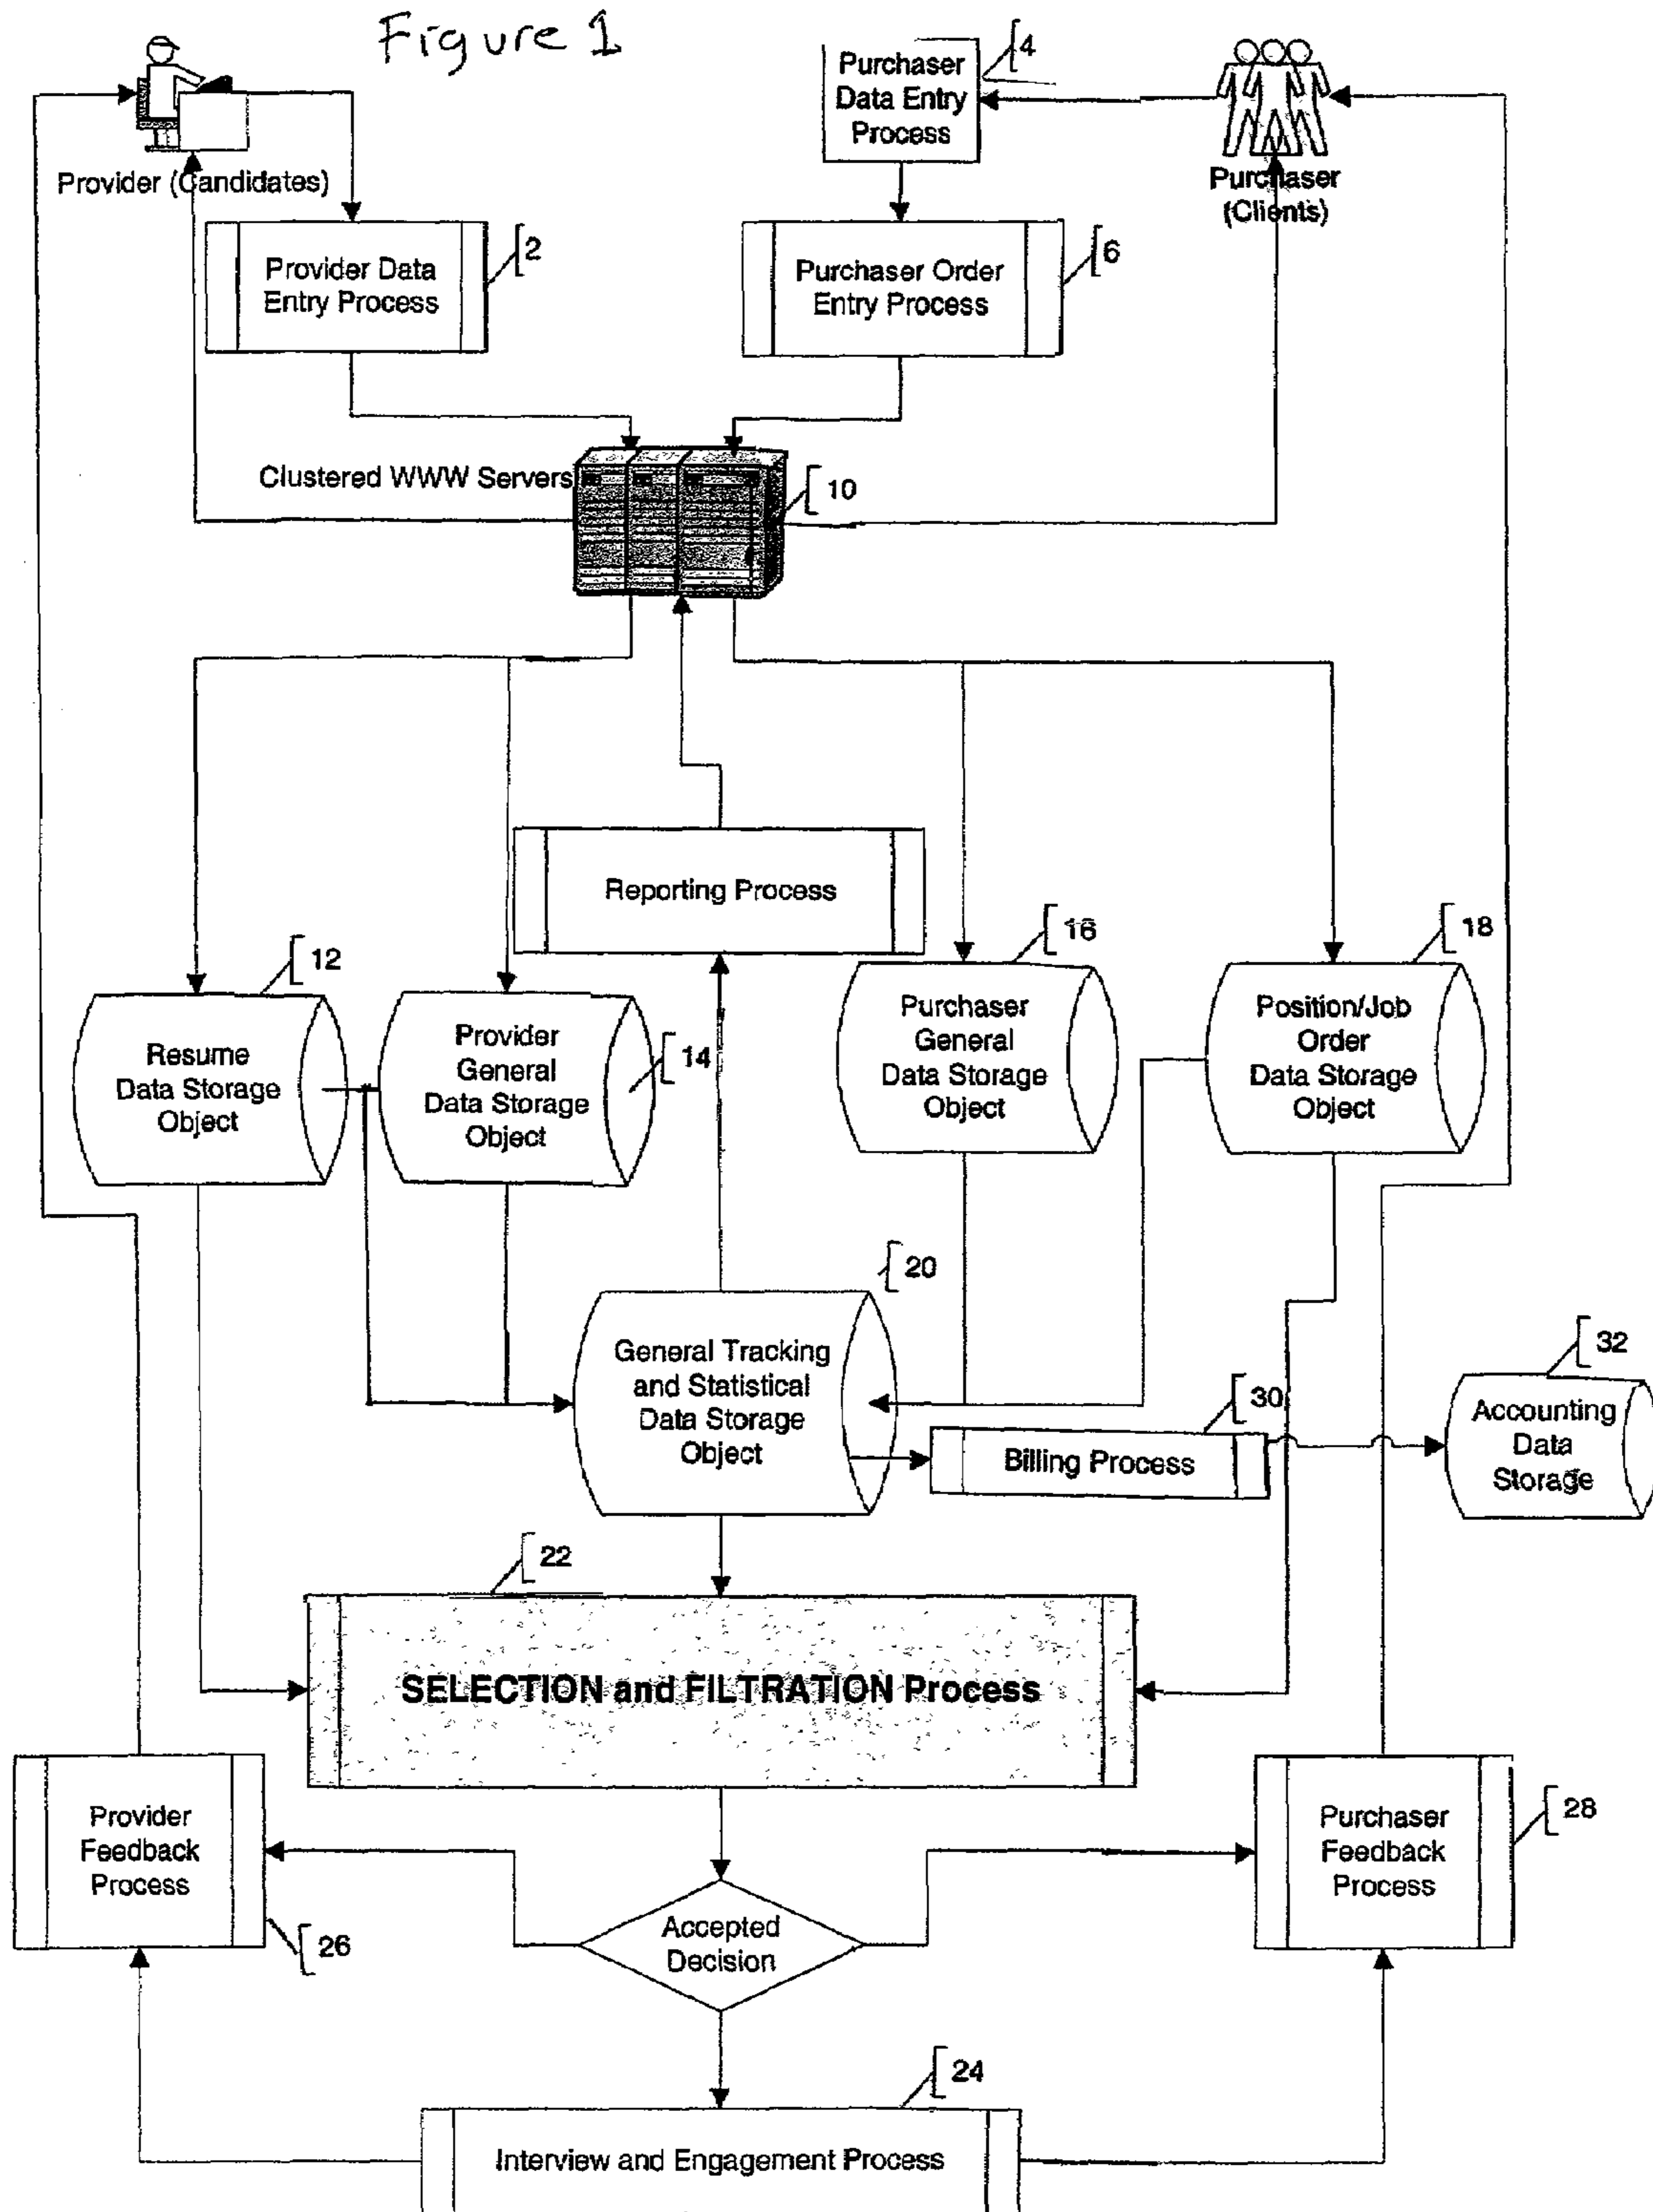 Figure 1
4
Purchaser
Data Entry
Process
Provider (Candidates)
Purchaser
(Clients)
2
Provider Data
Entry Process
6
Purchaser Order
Entry Process
Clustered WWW Servers
10
Reporting Process
12
Resume
Data Storage
Object
14
Provider
General
Data Storage
Object
16
Purchaser
General
Data Storage
Object
18
Position/Job
Order
Data Storage
Object
20
General Tracking
and Statistical
Data Storage
Object
30
Billing Process
32
Accounting
Data
Storage
22
SELECTION and FILTRATION Process
Provider
Feedback
Process
26
Accepted
Decision
Purchaser
Feedback
Process
28
24
Interview and Engagement Process